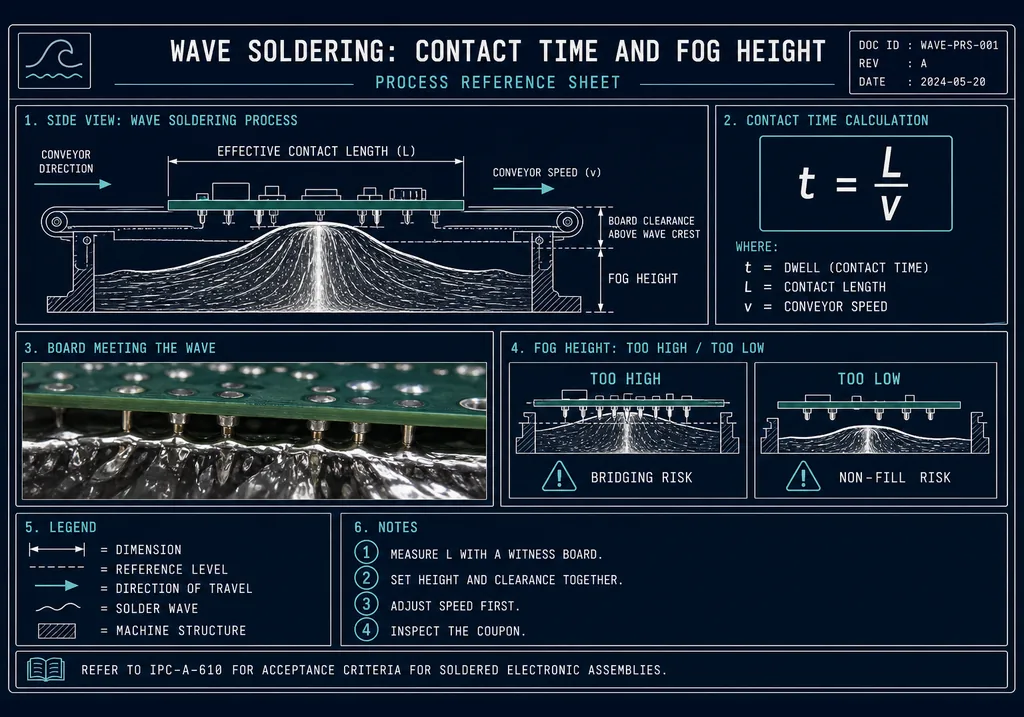 WAVE SOLDERING: CONTACT TIME AND FOG HEIGHT
PROCESS REFERENCE SHEET
DOC ID : WAVE-PRS-001
REV : A
DATE : 2024-05-20
1. SIDE VIEW: WAVE SOLDERING PROCESS
CONVEYOR
DIRECTION
EFFECTIVE CONTACT LENGTH (L)
CONVEYOR SPEED (v)
BOARD CLEARANCE
ABOVE WAVE CREST
FOG HEIGHT
2. CONTACT TIME CALCULATION
t = L
v
WHERE:
t = DWELL (CONTACT TIME)
L = CONTACT LENGTH
v = CONVEYOR SPEED
3. BOARD MEETING THE WAVE
4. FOG HEIGHT: TOO HIGH / TOO LOW
TOO HIGH
! BRIDGING RISK
TOO LOW
! NON-FILL RISK
5. LEGEND
= DIMENSION
= REFERENCE LEVEL
= DIRECTION OF TRAVEL
= SOLDER WAVE
= MACHINE STRUCTURE
6. NOTES
1 MEASURE L WITH A WITNESS BOARD.
2 SET HEIGHT AND CLEARANCE TOGETHER.
3 ADJUST SPEED FIRST.
4 INSPECT THE COUPON.
REFER TO IPC-A-610 FOR ACCEPTANCE CRITERIA FOR SOLDERED ELECTRONIC ASSEMBLIES.